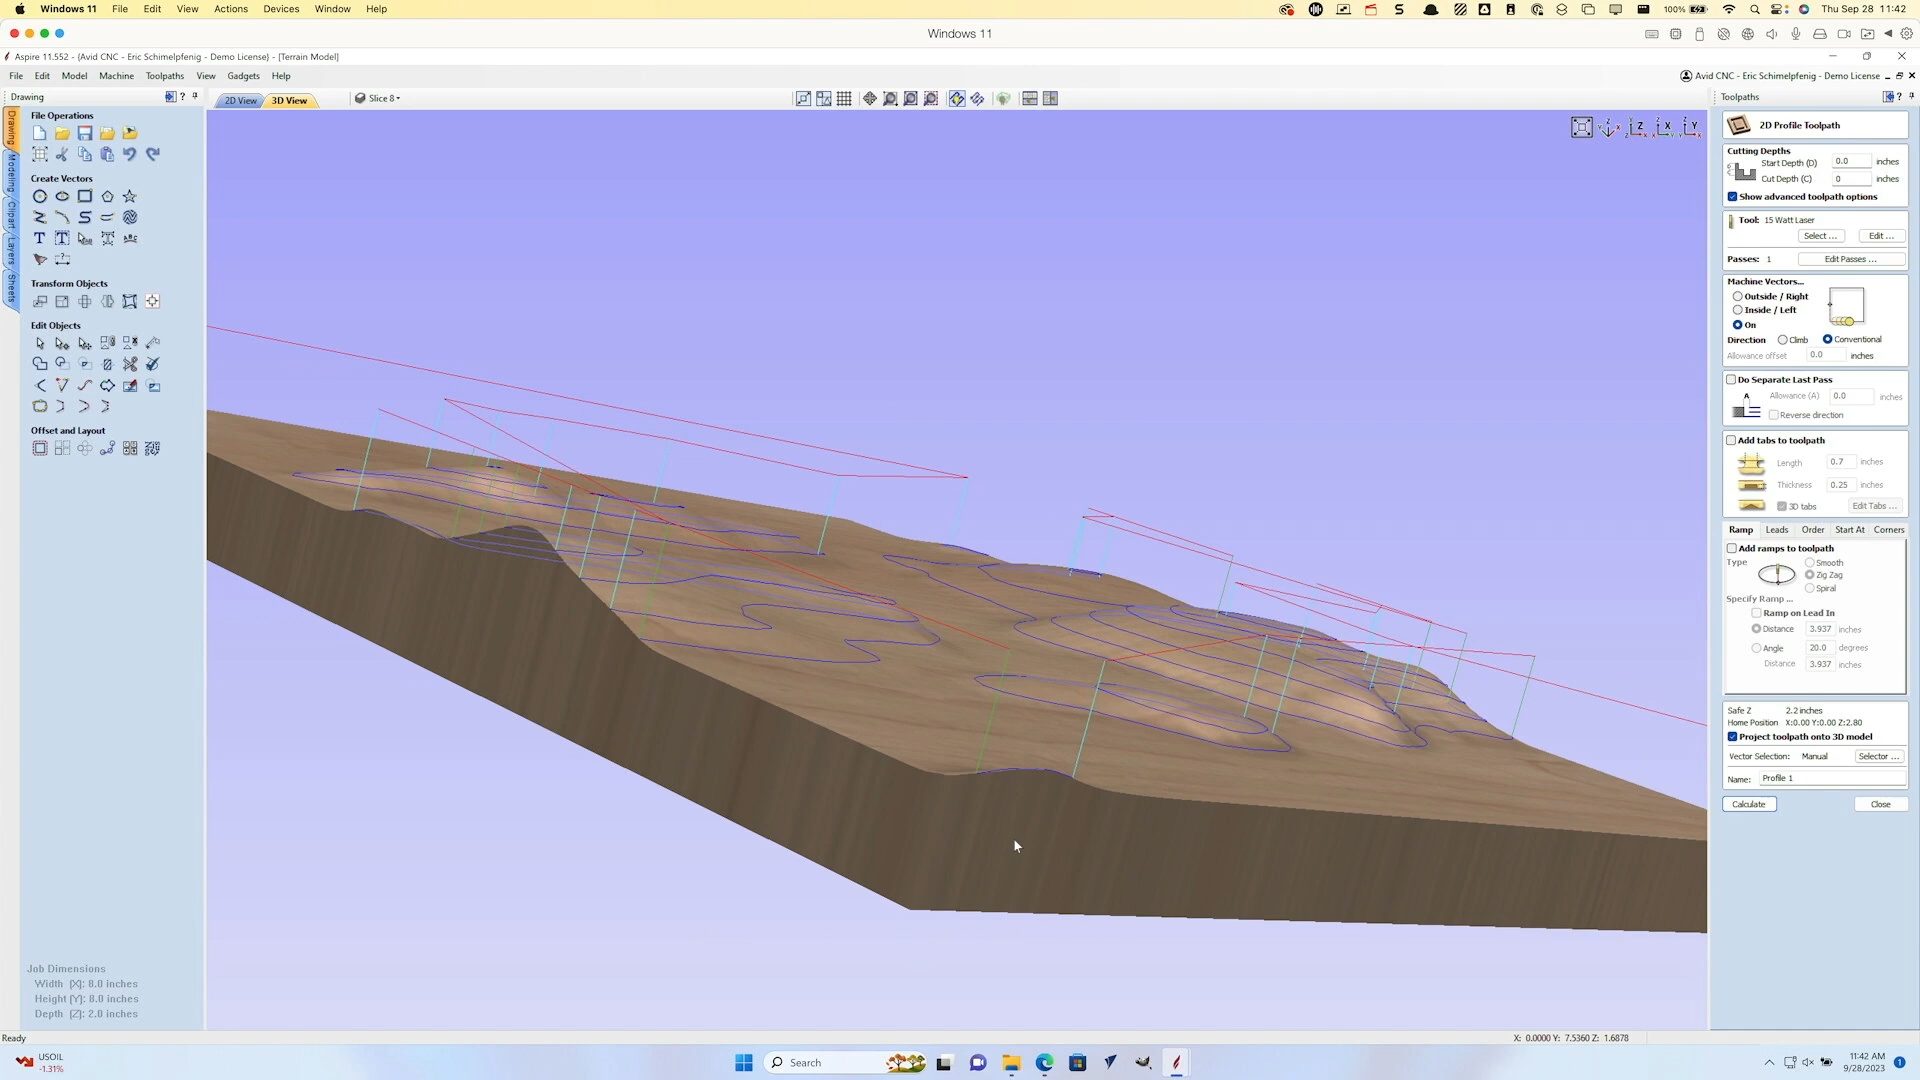 Windows 11 File Edit View Actions Devices Window Help 100% Thu Sep 28 11:42
Windows 11
Aspire 11.552 - {Avid CNC - Eric Schimelpfenig - Demo License} - [Terrain Model]
File Edit Model Machine Toolpaths View Gadgets Help
Avid CNC - Eric Schimelpfenig - Demo License
Drawing
2D View 3D View Slice 8
Toolpaths
Drawing
Modeling
Clipart
Layers
Sheets
File Operations
Create Vectors
Transform Objects
Edit Objects
Offset and Layout
Job Dimensions
Width (X): 8.0 inches
Height (Y): 8.0 inches
Depth (Z): 2.0 inches
2D Profile Toolpath
Cutting Depths
Start Depth (D) 0.0 inches
Cut Depth (C) 0 inches
Show advanced toolpath options
Tool: 15 Watt Laser
Select ... Edit ...
Passes: 1 Edit Passes ...
Machine Vectors...
Outside / Right
Inside / Left
On
Direction Climb Conventional
Allowance offset 0.0 inches
Do Separate Last Pass
Allowance (A) 0.0 inches
Reverse direction
Add tabs to toolpath
Length 0.7 inches
Thickness 0.25 inches
3D tabs Edit Tabs ...
Ramp Leads Order Start At Corners
Add ramps to toolpath
Type Smooth
Zig Zag
Spiral
Specify Ramp ...
Ramp on Lead In
Distance 3.937 inches
Angle 20.0 degrees
Distance 3.937 inches
Safe Z 2.2 inches
Home Position X:0.00 Y:0.00 Z:2.80
Project toolpath onto 3D model
Vector Selection: Manual Selector ...
Name: Profile 1
Calculate Close
Ready
X: 0.0000 Y: 7.5360 Z: 1.6878
USOIL
-1.31%
Search
11:42 AM
9/28/2023
1